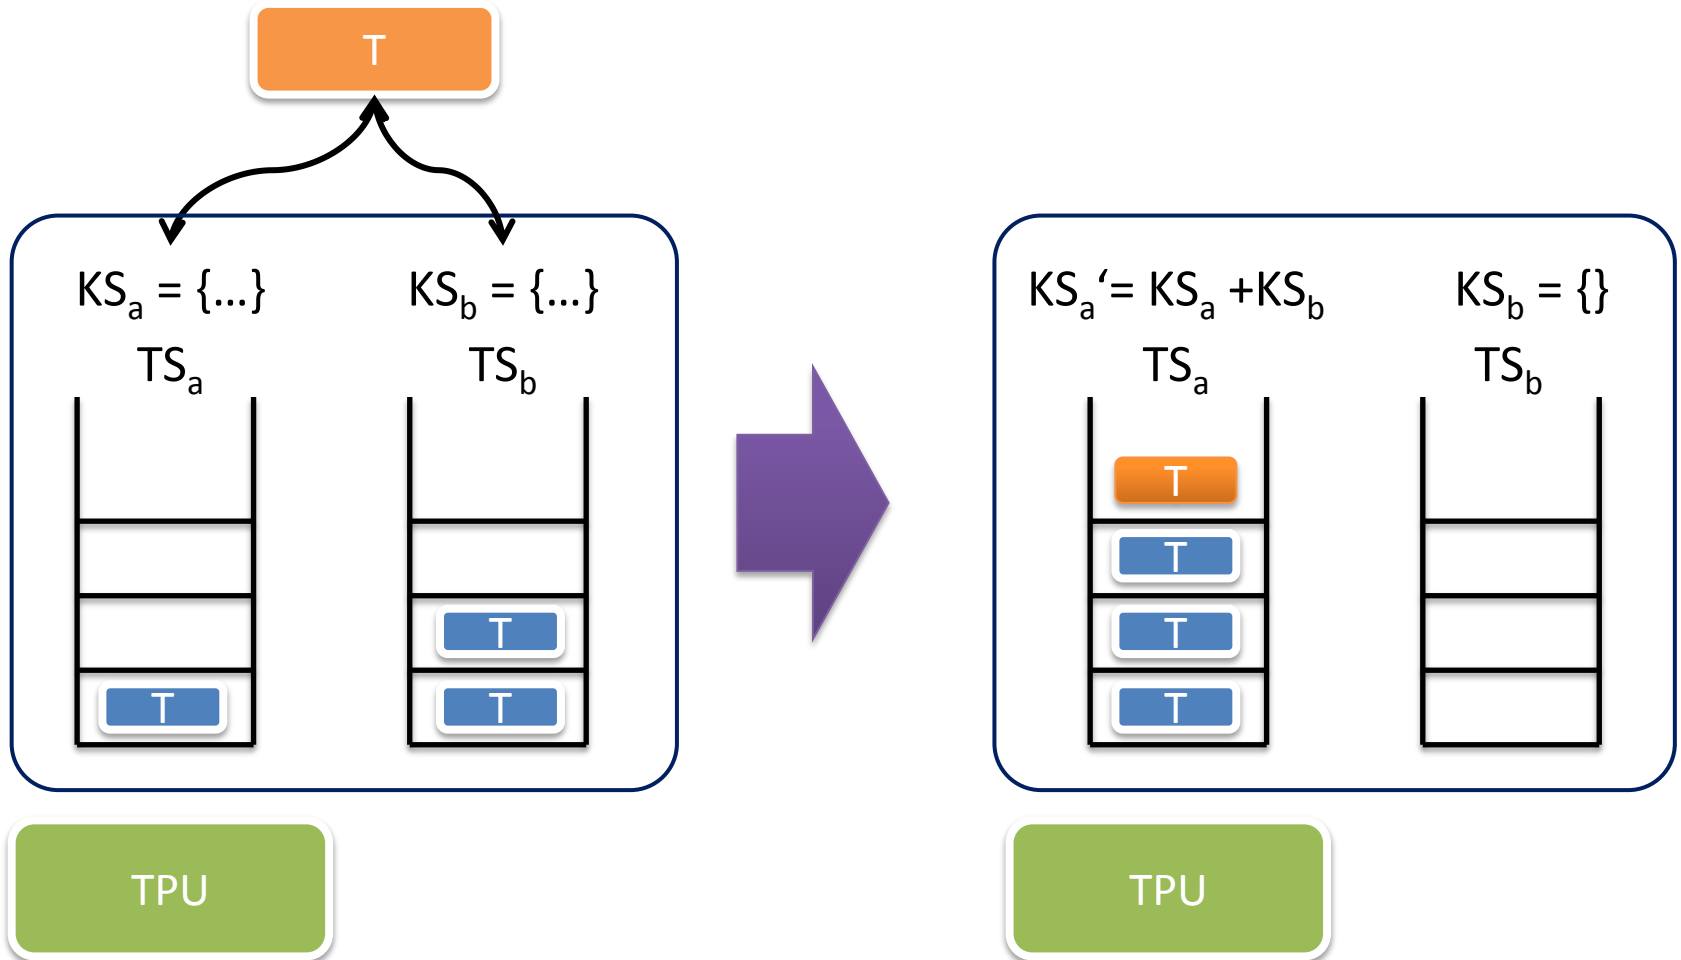 T
KSa = {...} KSb = {...}
TSa TSb
T
T T
TPU
KSa‘= KSa +KSb KSb = {}
TSa TSb
T
T
T
T
TPU